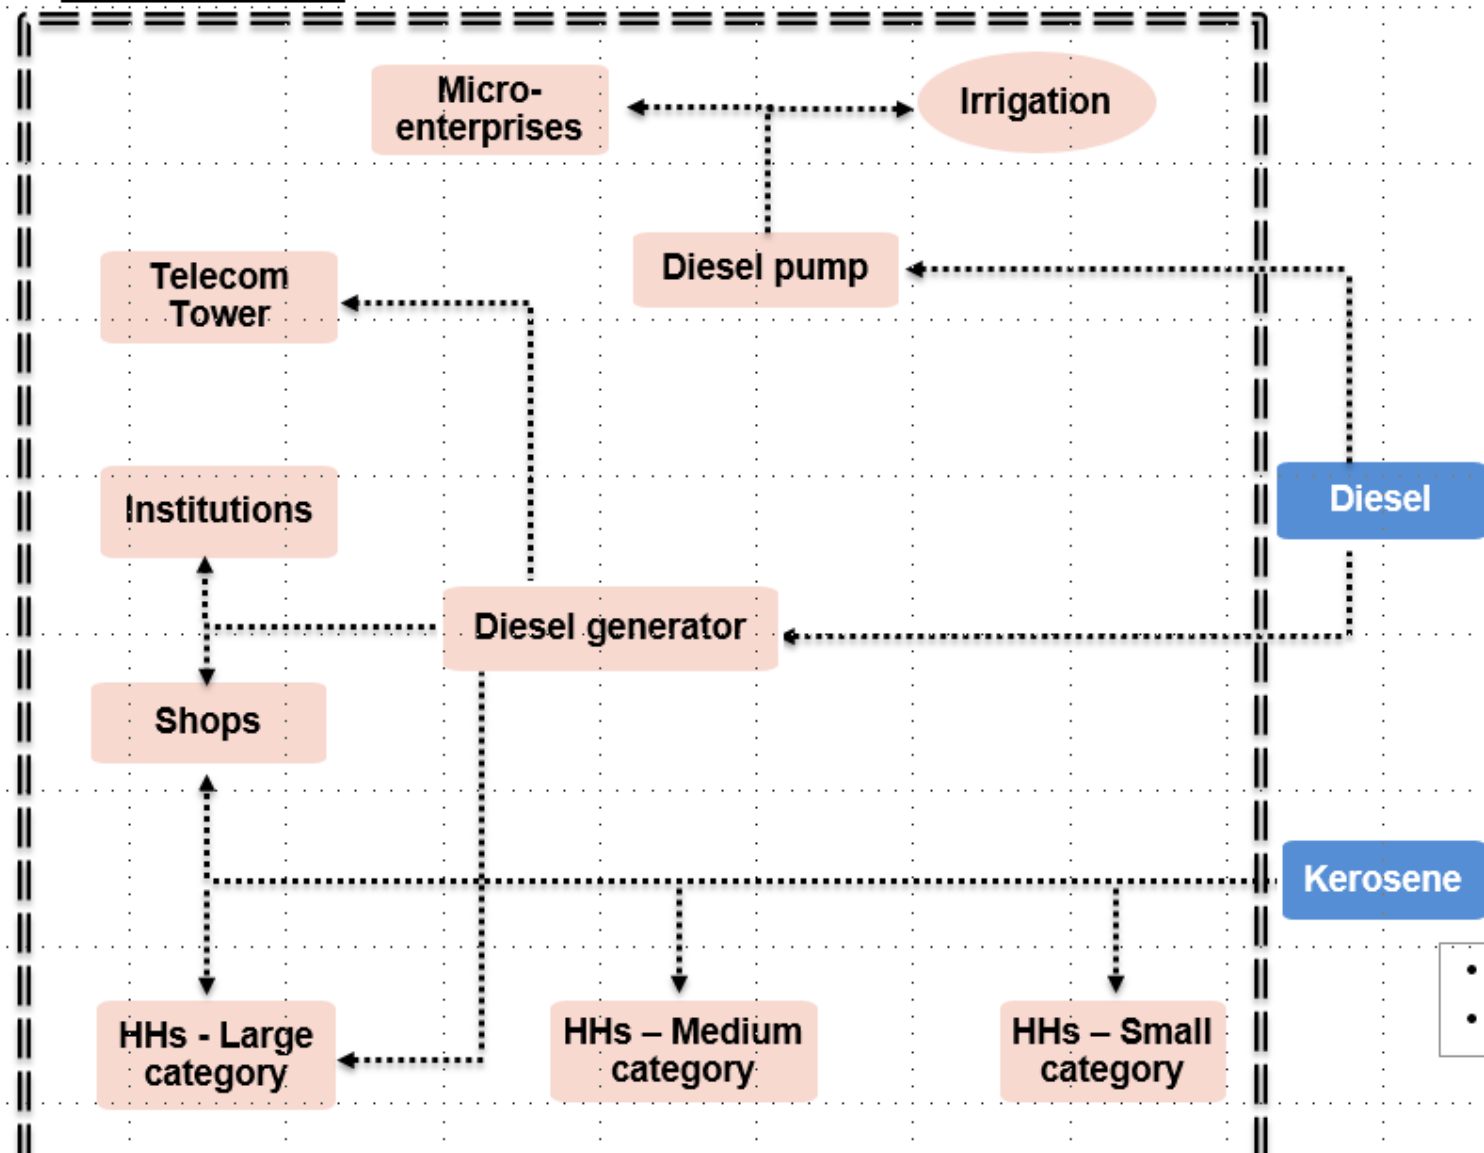 Micro-
enterprises
Irrigation
Diesel pump
Telecom
Tower
Institutions
Diesel
Diesel generator
Shops
Kerosene
HHs - Large
category
HHs – Medium
category
HHs – Small
category